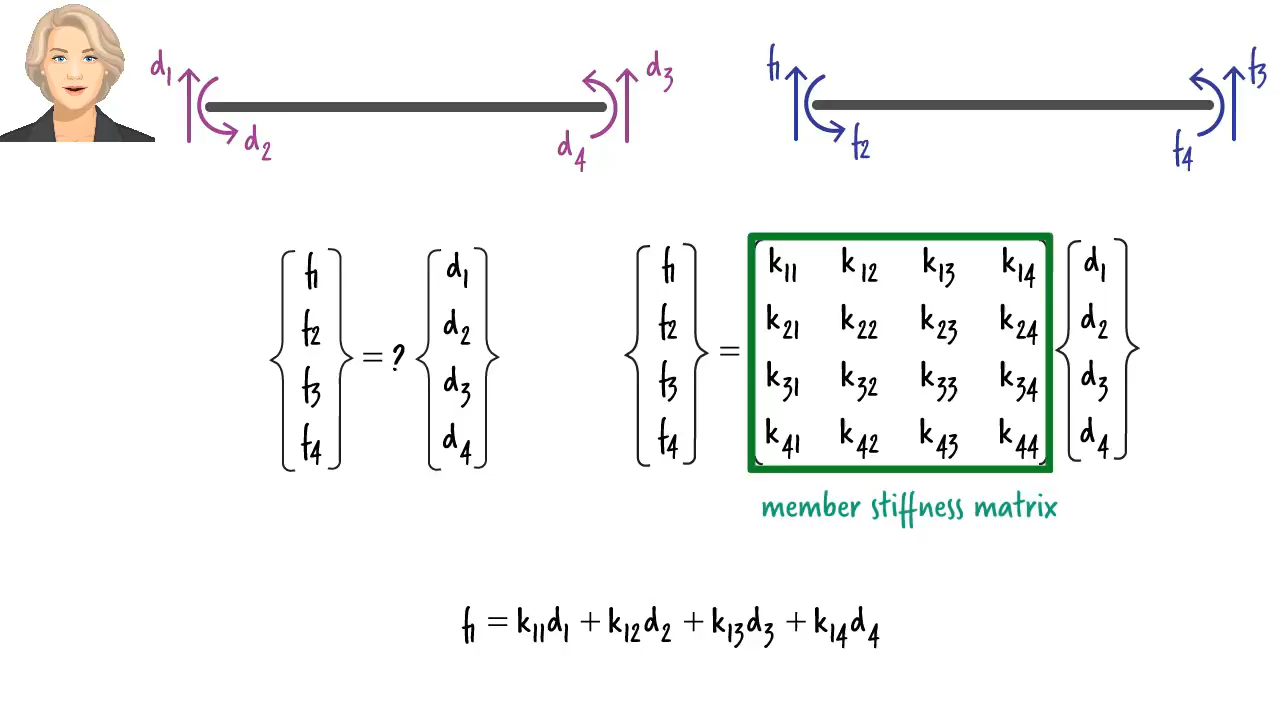 d1 d3 f1 f3
d2 d4 f2 f4
f1 d1 f1 k11 k12 k13 k14 d1
f2 d2 f2 k21 k22 k23 k24 d2
= ? =
f3 d3 f3 k31 k32 k33 k34 d3
f4 d4 f4 k41 k42 k43 k44 d4
member stiffness matrix
f1 = k11d1 + k12d2 + k13d3 + k14d4